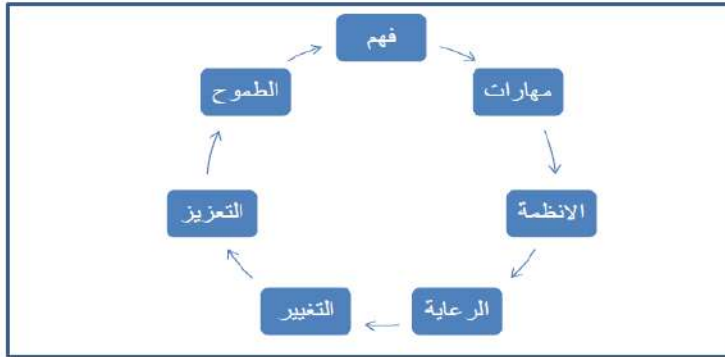 فهم
مهارات
الانظمة
الرعاية
التغيير
التعزيز
الطموح